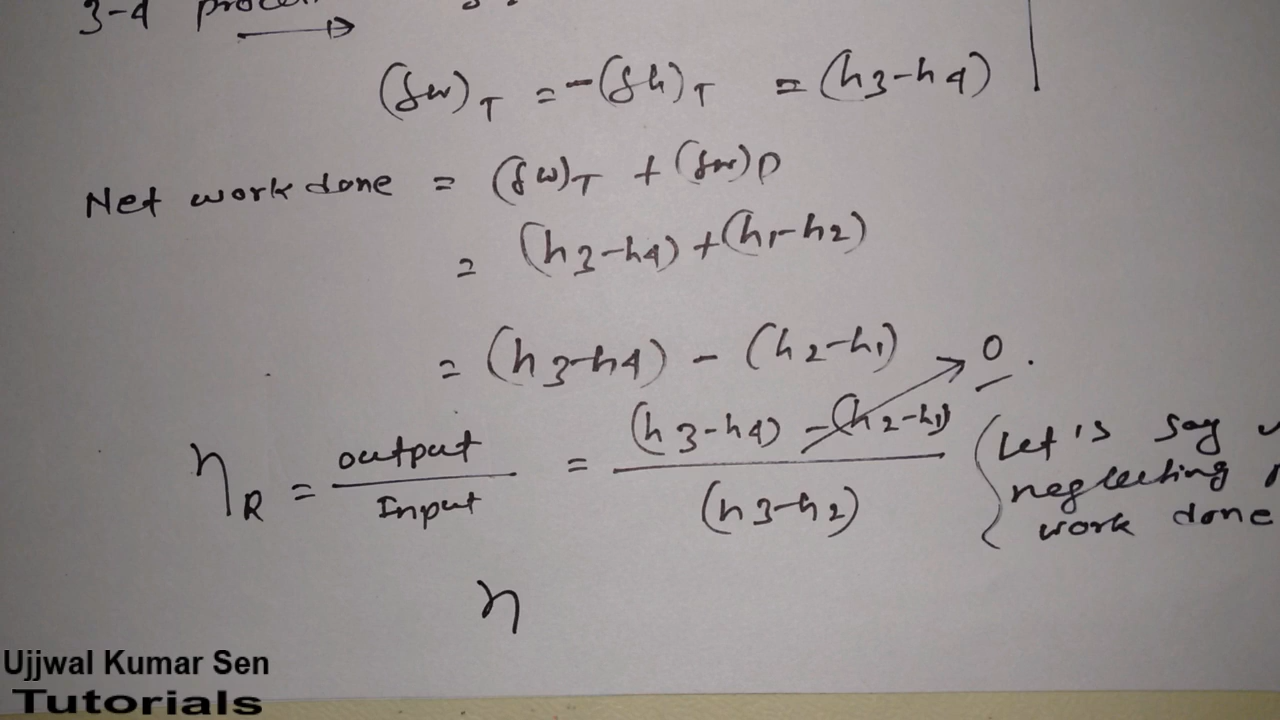 3-4 process
(δw)T = -(δh)T = (h3-h4)
Net work done = (δw)T + (δw)P
= (h3-h4) + (h1-h2)
= (h3-h4) - (h2-h1)
ηR = output / Input = (h3-h4) - (h2-h1) / (h3-h2) → 0.
(Let's say
neglecting
work done
η
Ujjwal Kumar Sen
Tutorials